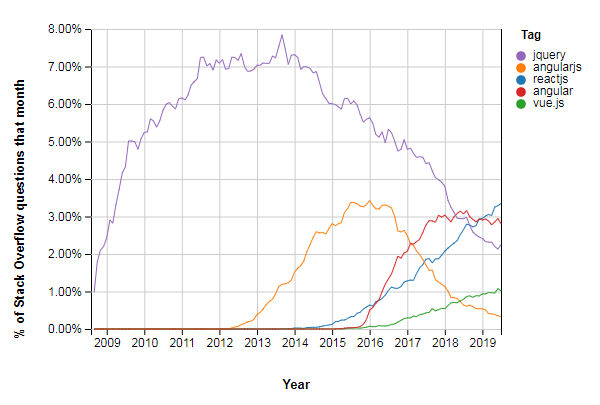 % of Stack Overflow questions that month
8.00%
7.00%
6.00%
5.00%
4.00%
3.00%
2.00%
1.00%
0.00%
2009 2010 2011 2012 2013 2014 2015 2016 2017 2018 2019
Year
Tag
jquery
angularjs
reactjs
angular
vue.js